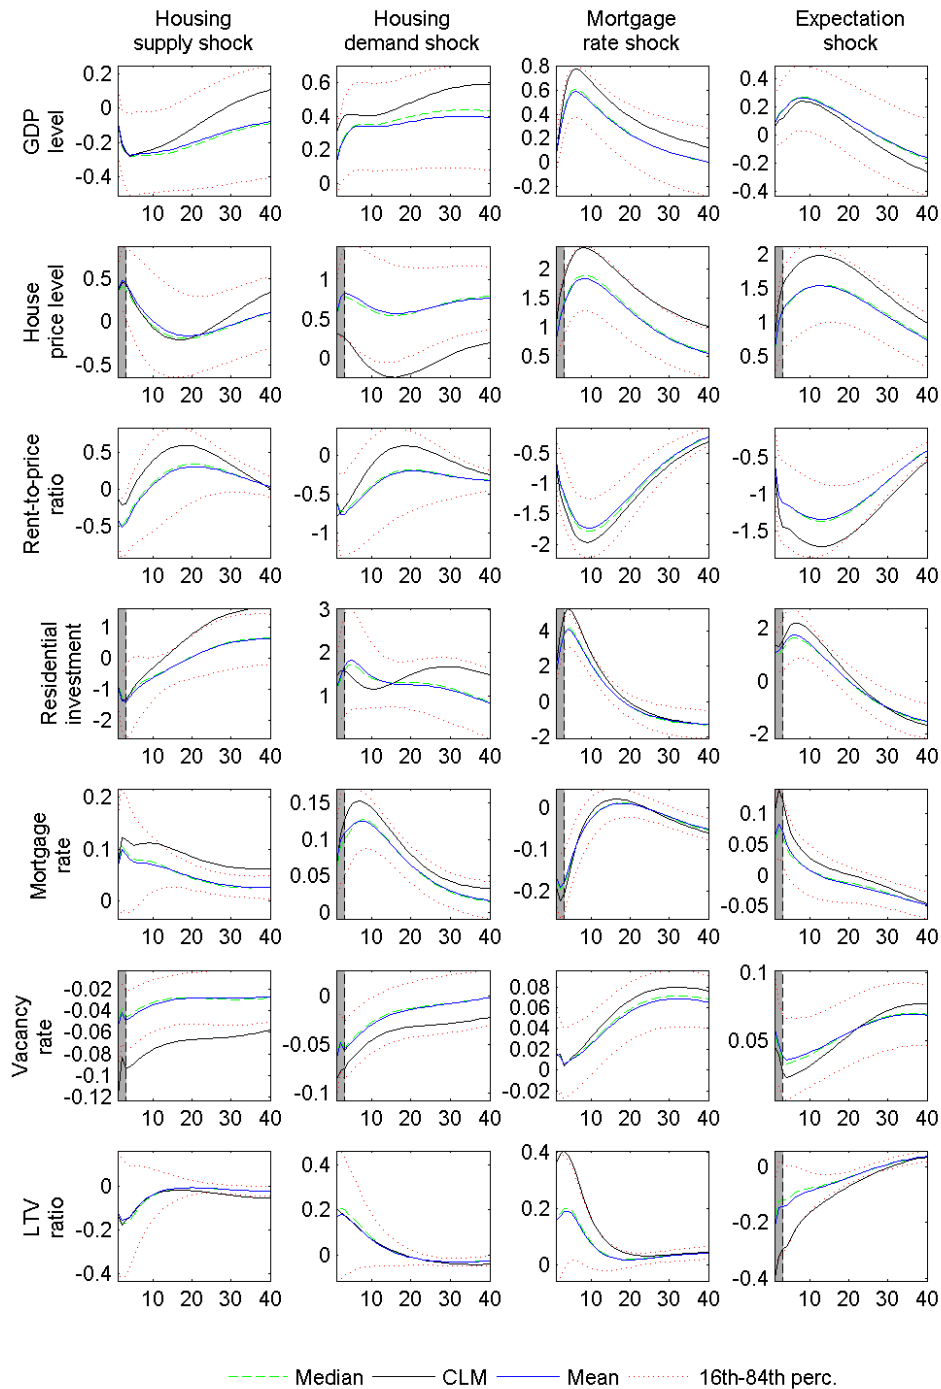 Housing supply shock
Housing demand shock
Mortgage rate shock
Expectation shock
GDP level
0.2
0
-0.2
-0.4
10 20 30 40
0.6
0.4
0.2
0
10 20 30 40
0.8
0.6
0.4
0.2
0
-0.2
10 20 30 40
0.4
0.2
0
-0.2
-0.4
10 20 30 40
House price level
0.5
0
-0.5
10 20 30 40
1
0.5
0
10 20 30 40
2
1.5
1
0.5
10 20 30 40
2
1.5
1
0.5
10 20 30 40
Rent-to-price ratio
0.5
0
-0.5
10 20 30 40
0
-0.5
-1
10 20 30 40
-0.5
-1
-1.5
-2
10 20 30 40
-0.5
-1
-1.5
10 20 30 40
Residential investment
1
0
-1
-2
10 20 30 40
3
2
1
10 20 30 40
4
2
0
-2
10 20 30 40
2
0
-2
10 20 30 40
Mortgage rate
0.2
0.1
0
10 20 30 40
0.15
0.1
0.05
0
10 20 30 40
0
-0.1
-0.2
10 20 30 40
0.1
0.05
0
-0.05
10 20 30 40
Vacancy rate
-0.02
-0.04
-0.06
-0.08
-0.1
-0.12
10 20 30 40
0
-0.05
-0.1
10 20 30 40
0.08
0.06
0.04
0.02
0
-0.02
10 20 30 40
0.1
0.05
10 20 30 40
LTV ratio
0
-0.2
-0.4
10 20 30 40
0.4
0.2
0
10 20 30 40
0.4
0.2
0
10 20 30 40
0
-0.2
-0.4
10 20 30 40
Median CLM Mean 16th-84th perc.